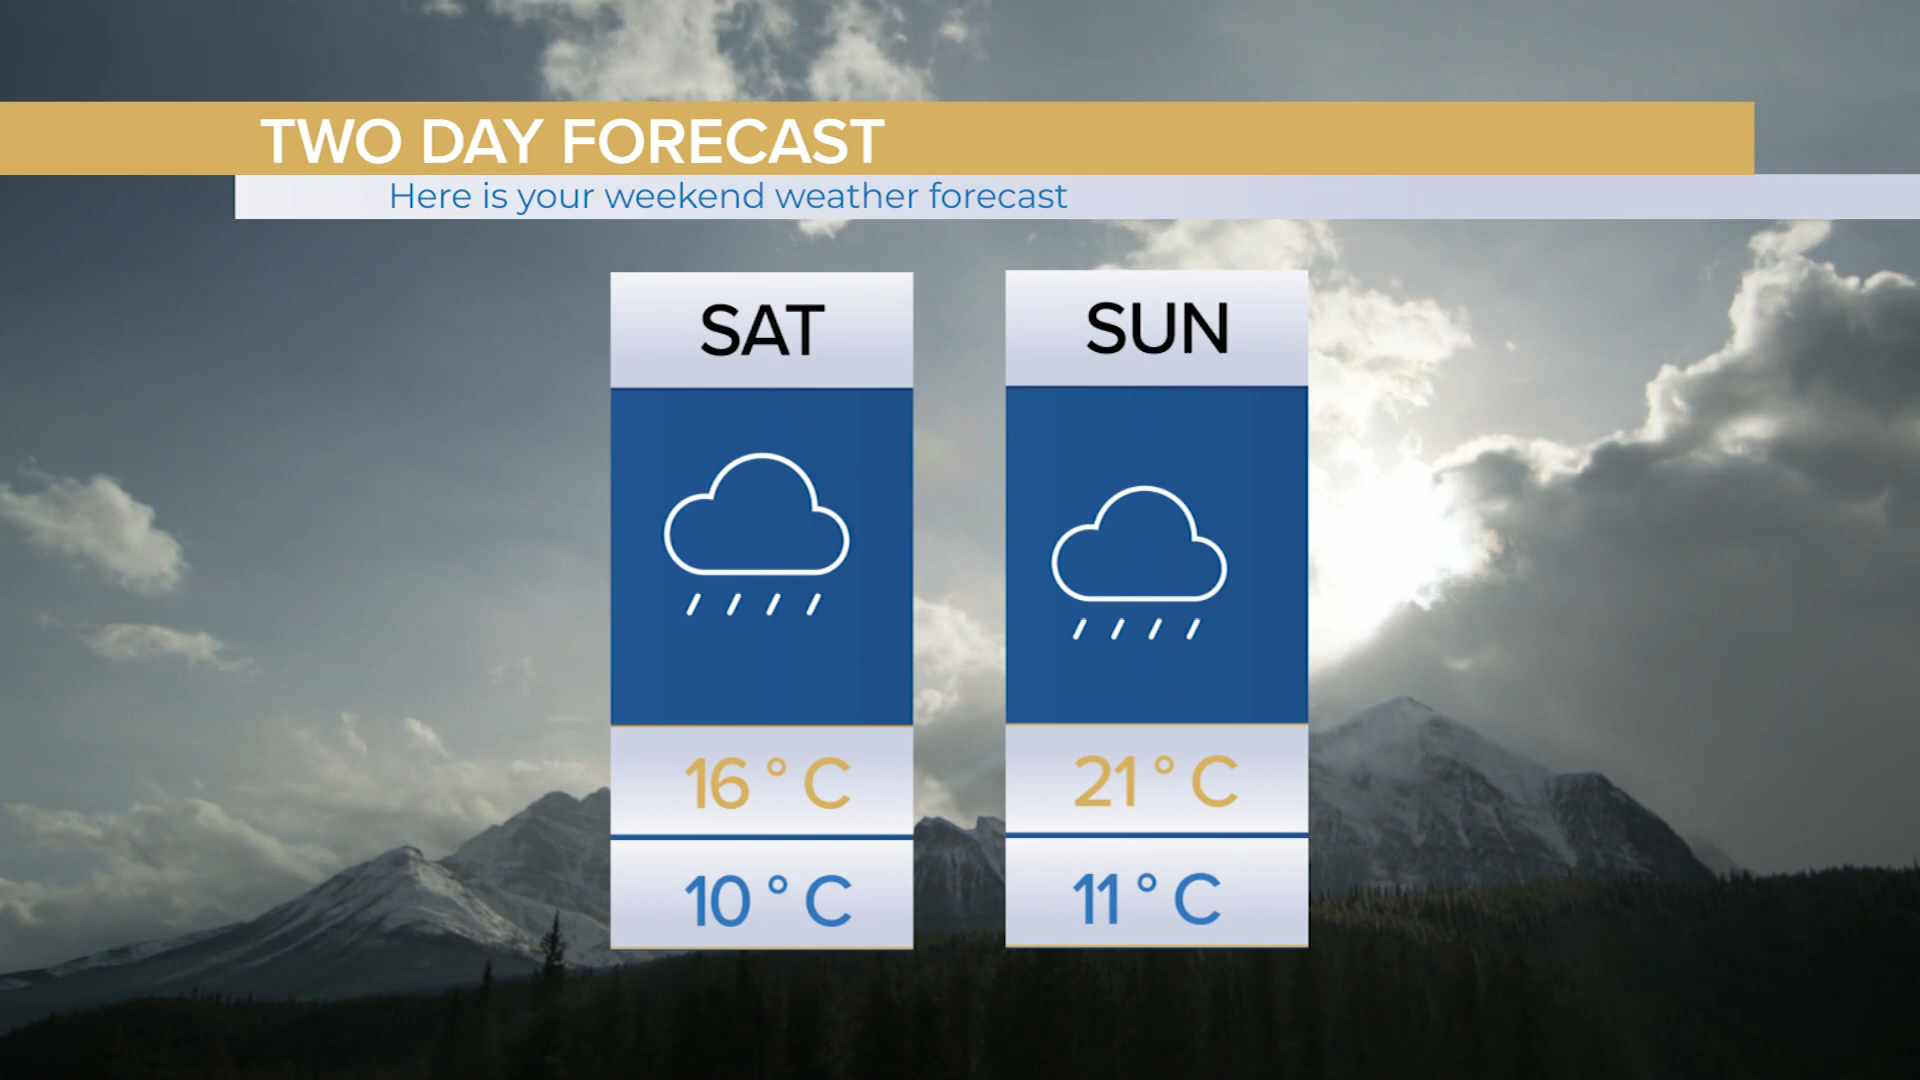 TWO DAY FORECAST
Here is your weekend weather forecast
SAT
16 ° C
10 ° C
SUN
21 ° C
11 ° C